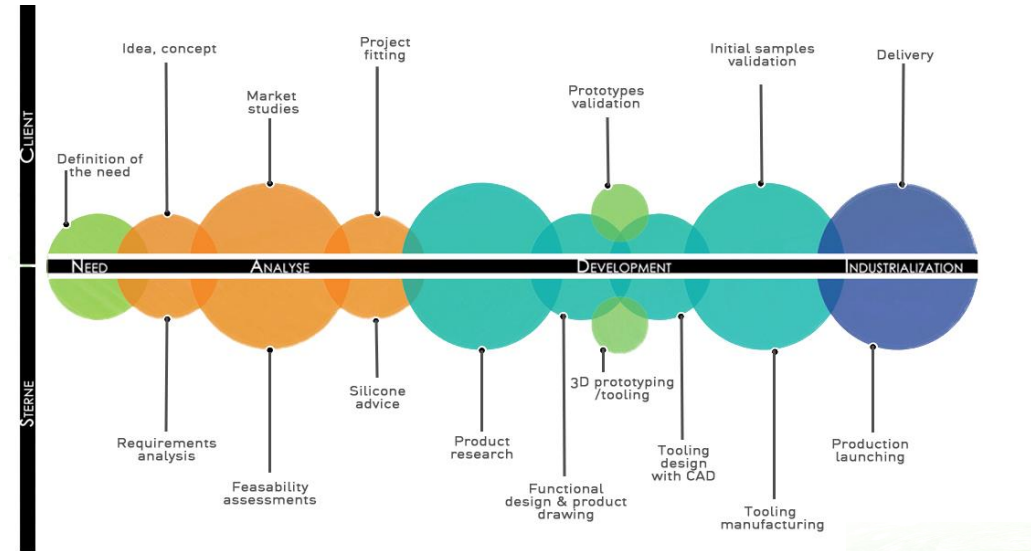 CLIENT
Idea, concept
Project
fitting
Initial samples
validation
Delivery
Market
studies
Prototypes
validation
Definition of
the need
NEED
ANALYSE
DEVELOPMENT
INDUSTRIALIZATION
STERNE
Silicone
advice
3D prototyping
/tooling
Requirements
analysis
Product
research
Tooling
design
with CAD
Production
launching
Feasability
assessments
Functional
design & product
drawing
Tooling
manufacturing